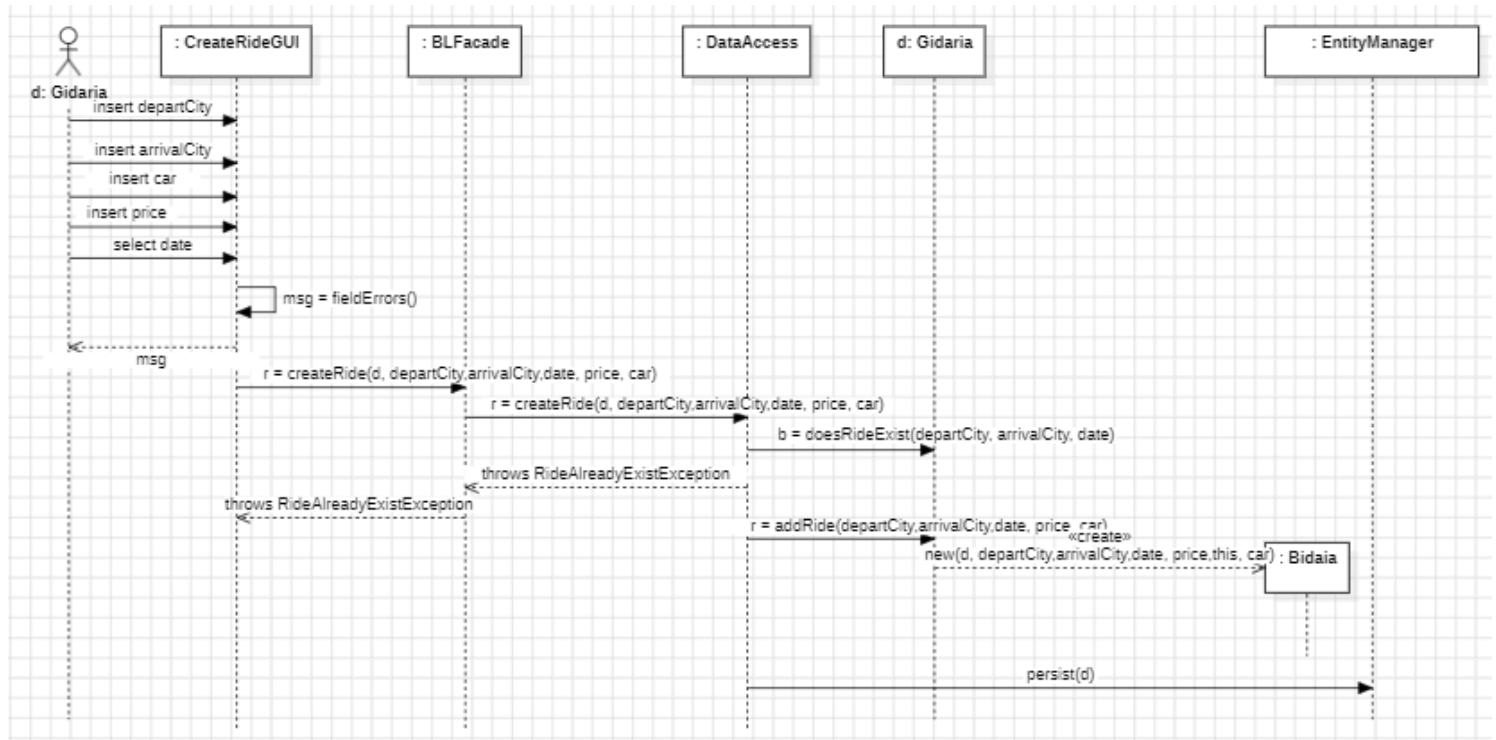 : CreateRideGUI
: BLFacade
: DataAccess
d: Gidaria
: EntityManager
d: Gidaria
insert departCity
insert arrivalCity
insert car
insert price
select date
msg = fieldErrors()
msg
r = createRide(d, departCity,arrivalCity,date, price, car)
r = createRide(d, departCity,arrivalCity,date, price, car)
b = doesRideExist(departCity, arrivalCity, date)
throws RideAlreadyExistException
throws RideAlreadyExistException
r = addRide(departCity,arrivalCity,date, price, car)
«create»
new(d, departCity,arrivalCity,date, price,this, car)
: Bidaia
persist(d)